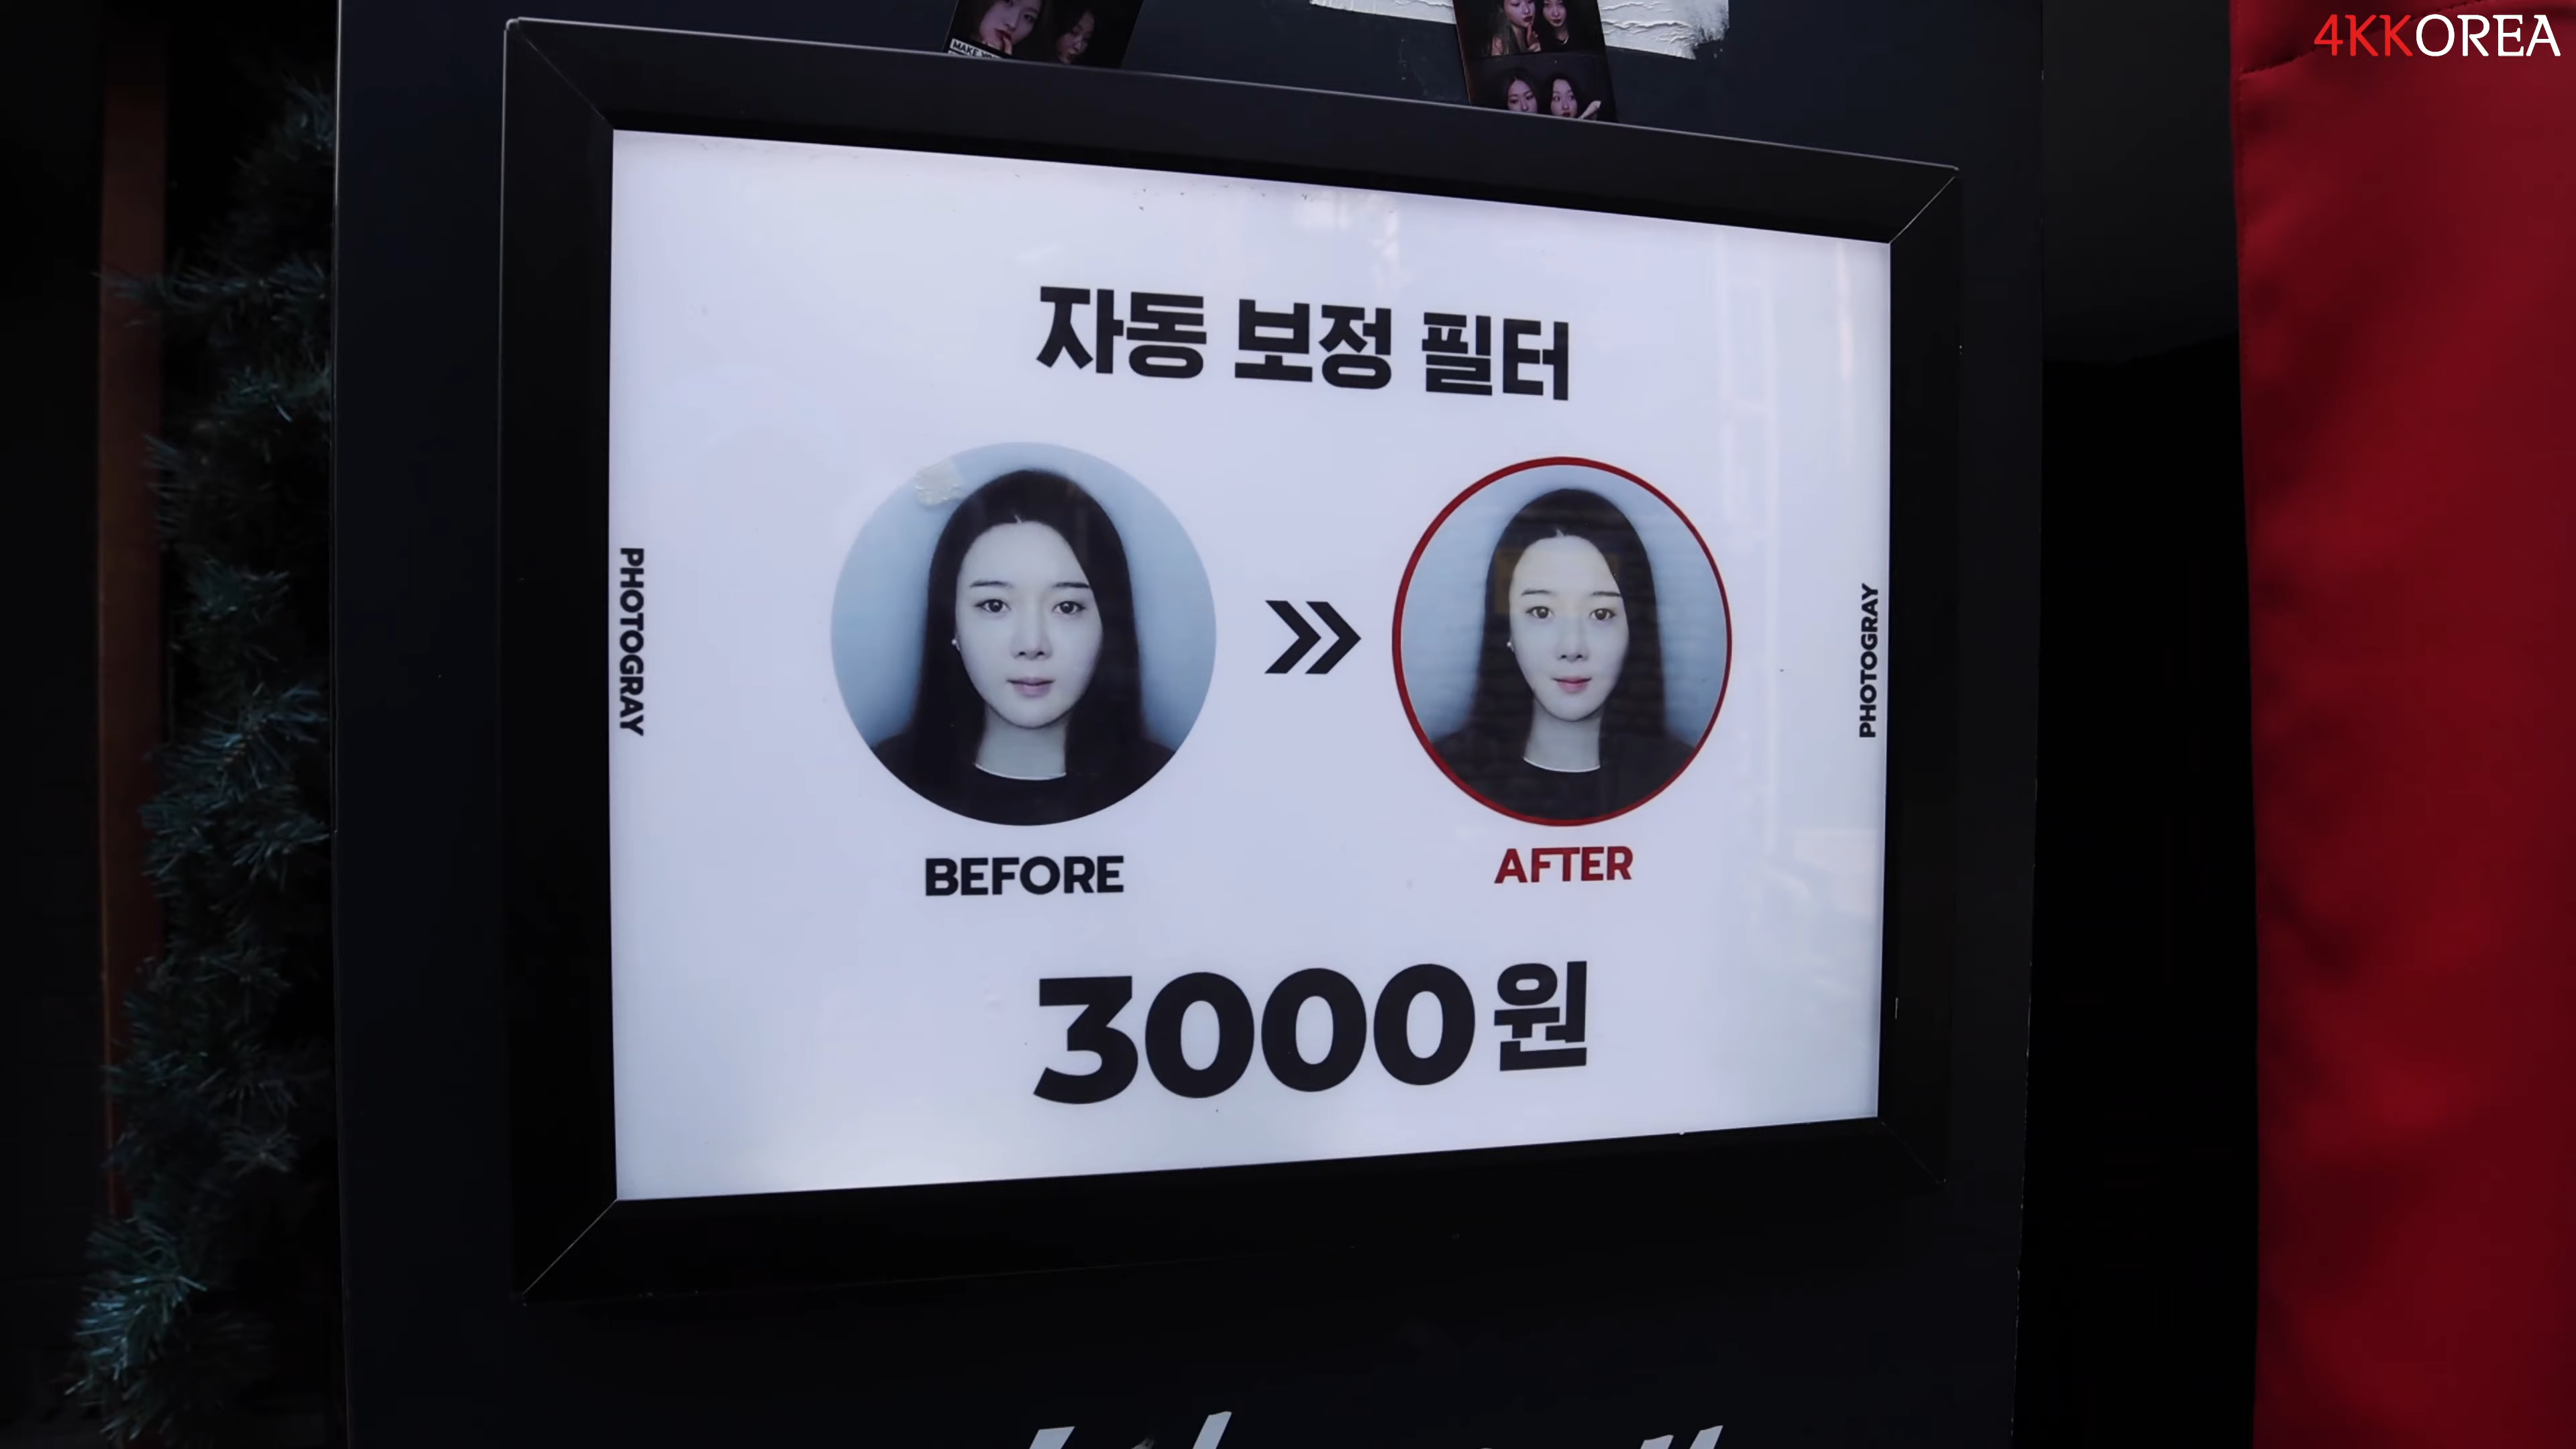 4KKOREA
자동 보정 필터
PHOTOGRAY
PHOTOGRAY
BEFORE
AFTER
3000원